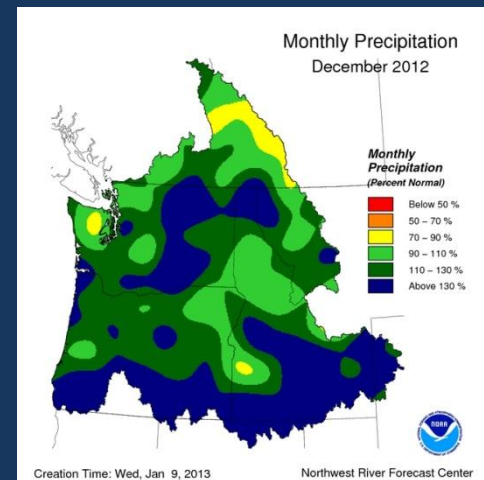 Monthly Precipitation
December 2012
Monthly
Precipitation
(Percent Normal)
Below 50 %
50 – 70 %
70 – 90 %
90 – 110 %
110 – 130 %
Above 130 %
NOAA
Creation Time: Wed, Jan 9, 2013
Northwest River Forecast Center